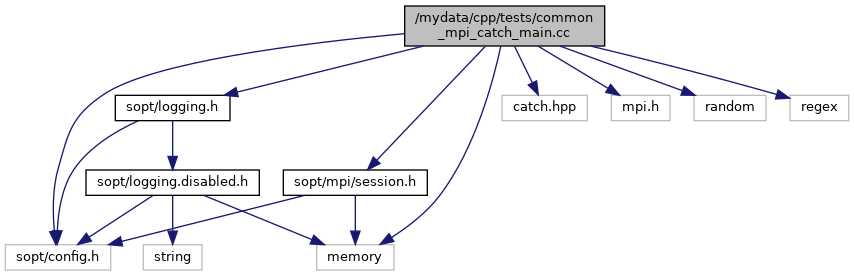 /mydata/cpp/tests/common
_mpi_catch_main.cc
sopt/logging.h
catch.hpp
mpi.h
random
regex
sopt/logging.disabled.h
sopt/mpi/session.h
sopt/config.h
string
memory